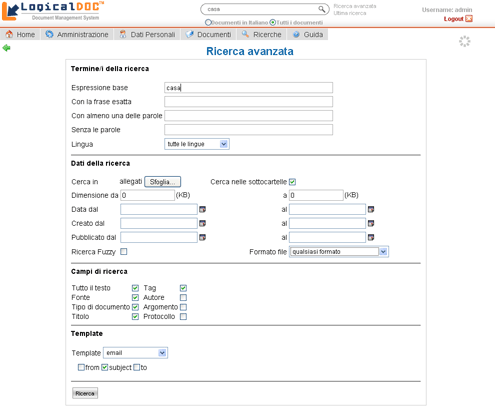 LogicalDOC
Document Management System
casa
Documenti in Italiano Tutti i documenti
Ricerca avanzata
Ultime ricerca
Username: admin
Logout
Home Amministrazione Dati Personali Documenti Ricerche Guida
Ricerca avanzata
Termine/i della ricerca
Espressione base casa
Con la frase esatta
Con almeno una delle parole
Senza le parole
Lingua tutte le lingue
Dati della ricerca
Cerca in allegati Sfoglia... Cerca nelle sottocartelle
Dimensione da 0 (KB) a 0 (KB)
Data dal al
Creato dal al
Pubblicato dal al
Ricerca Fuzzy Formato file qualsiasi formato
Campi di ricerca
Tutto il testo Tag
Fonte Autore
Tipo di documento Argomento
Titolo Protocollo
Template
Template email
from subject to
Ricerca